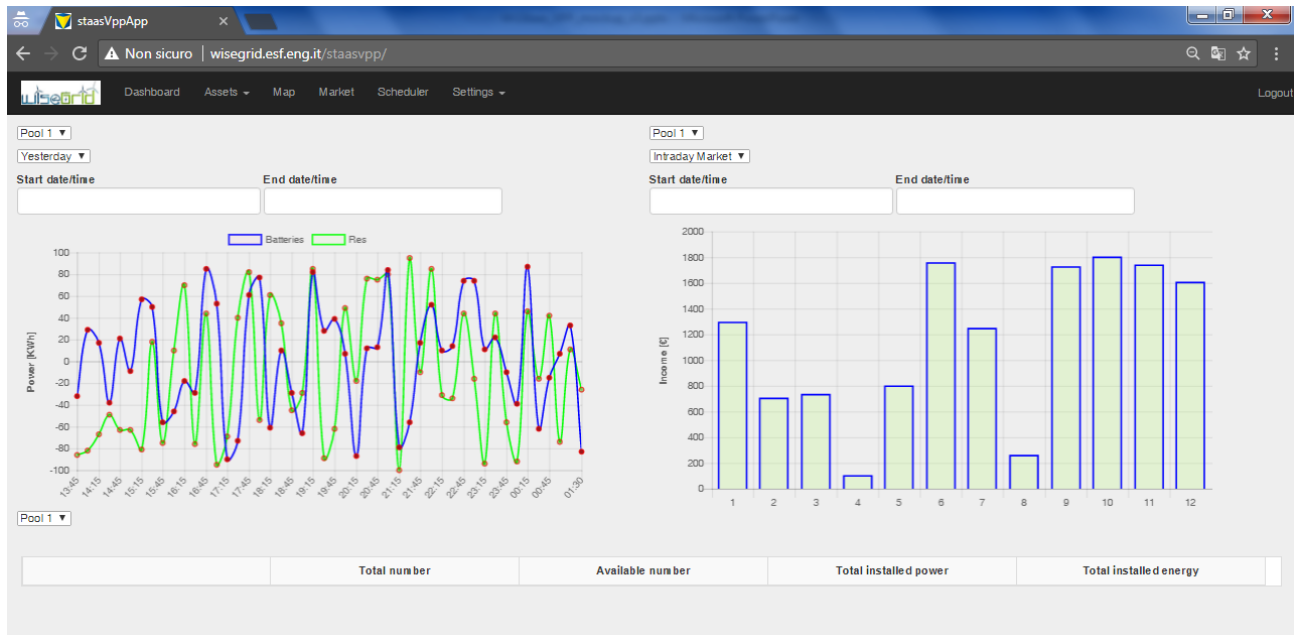 staasVppApp
Non sicuro | wisegrid.esf.eng.it/staasvpp/
wiseGrid Dashboard Assets Map Market Scheduler Settings Logout
Pool 1
Yesterday
Start date/time End date/time
Batteries Res
100
80
60
40
20
0
-20
-40
-60
-80
-100
Power [KWh]
13:45 14:15 14:45 15:15 15:45 16:15 16:45 17:15 17:45 18:15 18:45 19:15 19:45 20:15 20:45 21:15 21:45 22:15 22:45 23:15 23:45 00:15 00:45 01:30
Pool 1
Pool 1
Intraday Market
Start date/time End date/time
2000
1800
1600
1400
1200
1000
800
600
400
200
0
Income [€]
1 2 3 4 5 6 7 8 9 10 11 12
Total number Available number Total installed power Total installed energy